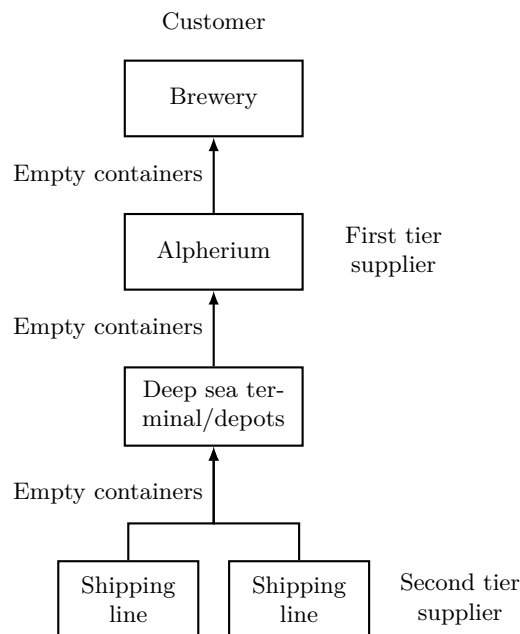 Customer
Brewery
Empty containers
Alpherium
First tier
supplier
Empty containers
Deep sea ter-
minal/depots
Empty containers
Shipping
line
Shipping
line
Second tier
supplier